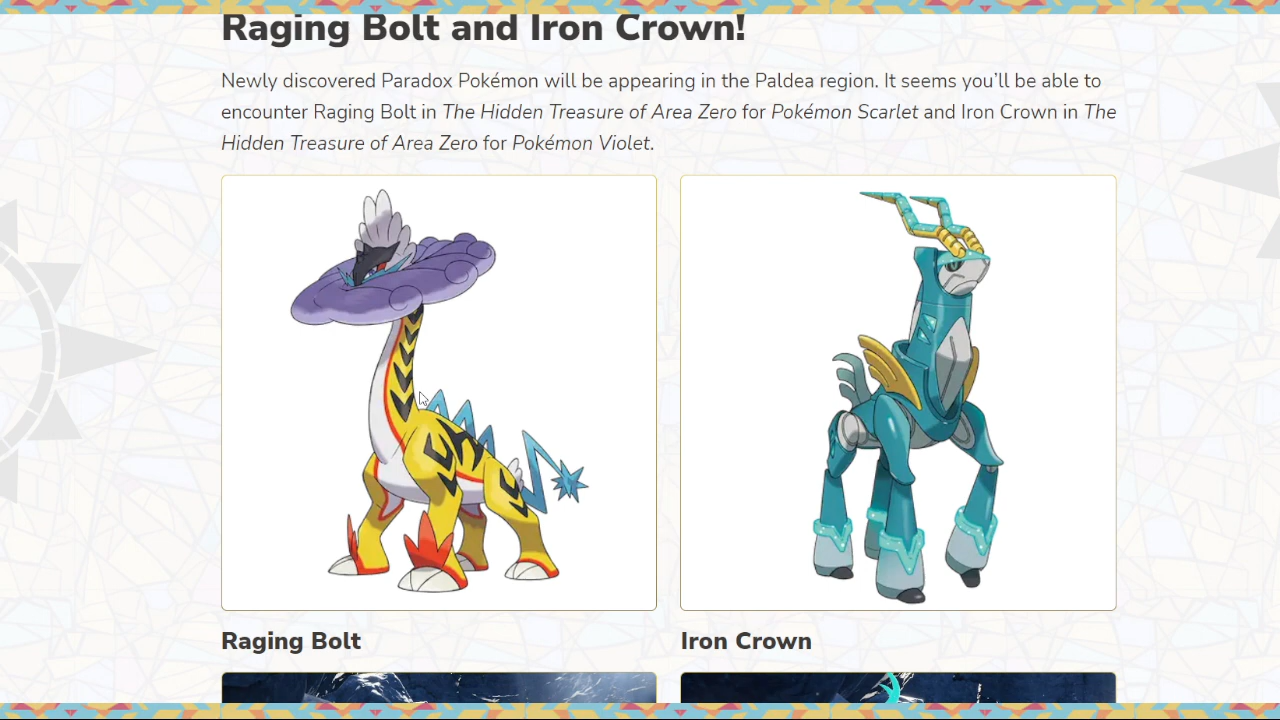 Raging Bolt and Iron Crown!
Newly discovered Paradox Pokémon will be appearing in the Paldea region. It seems you’ll be able to
encounter Raging Bolt in The Hidden Treasure of Area Zero for Pokémon Scarlet and Iron Crown in The
Hidden Treasure of Area Zero for Pokémon Violet.
Raging Bolt
Iron Crown